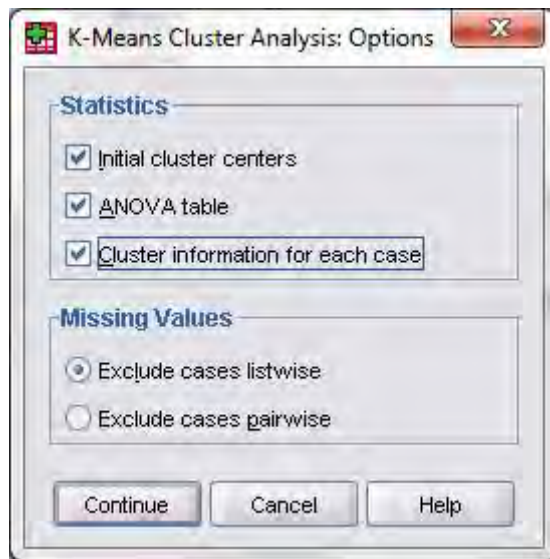 K-Means Cluster Analysis: Options
Statistics
Initial cluster centers
ANOVA table
Cluster information for each case
Missing Values
Exclude cases listwise
Exclude cases pairwise
Continue Cancel Help